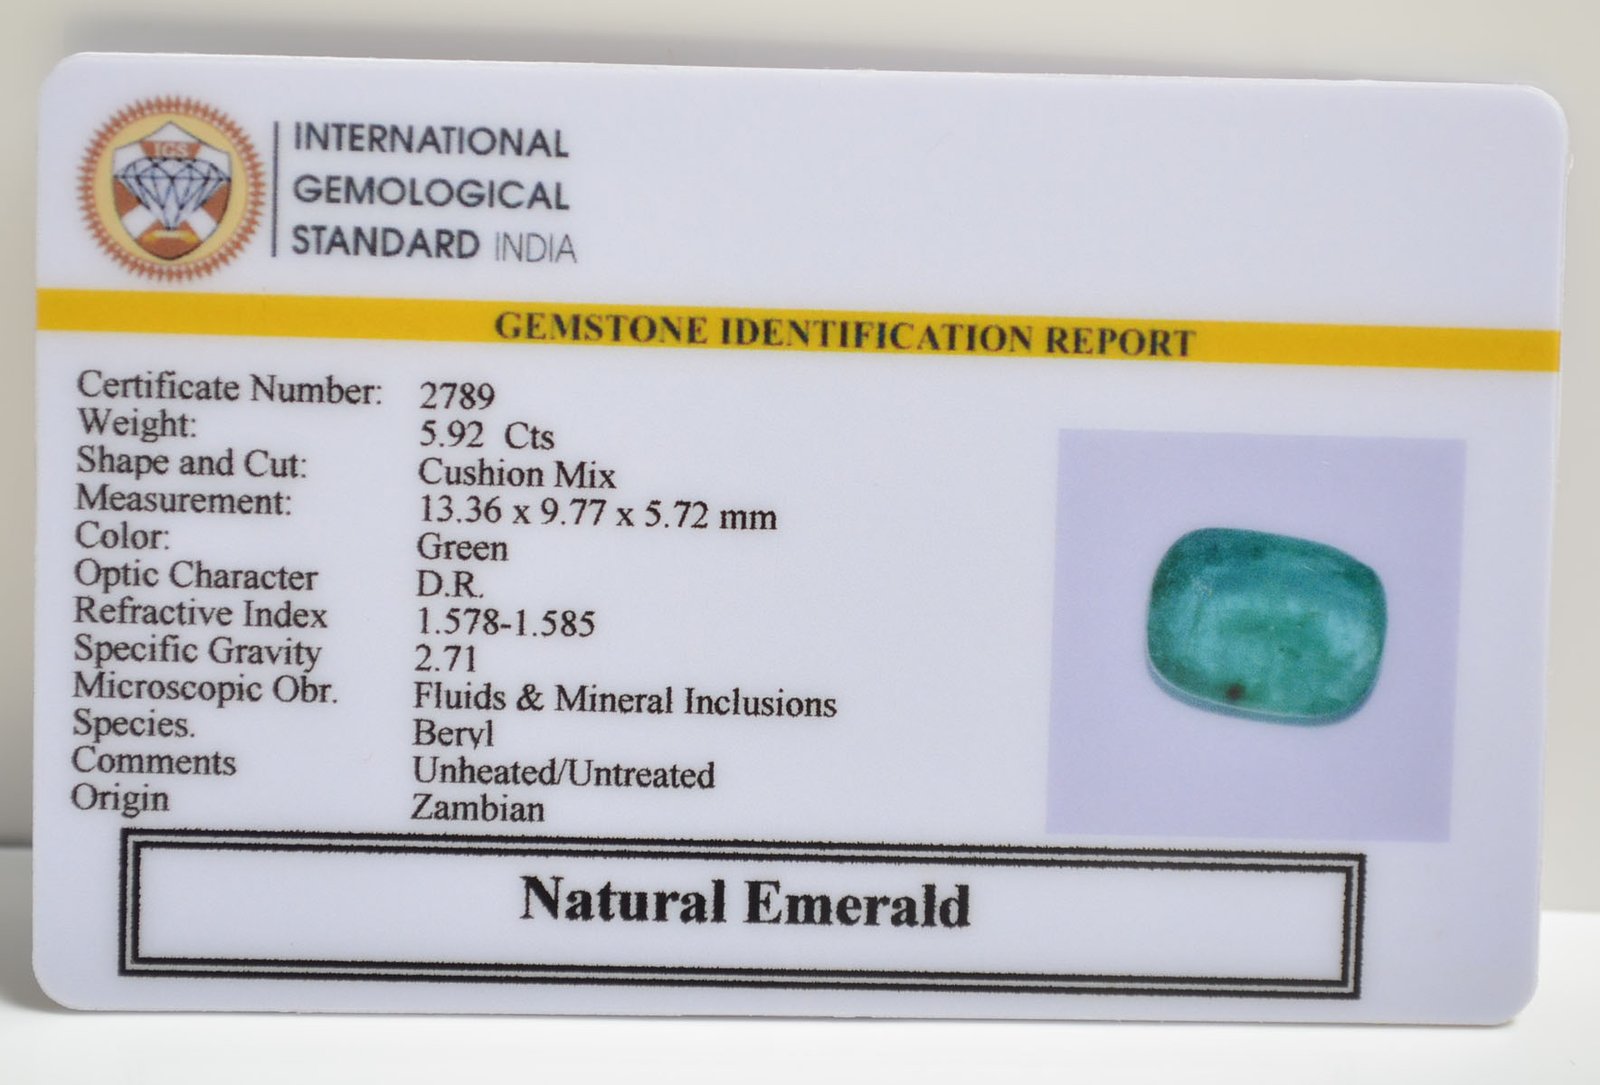 IGS
INTERNATIONAL
GEMOLOGICAL
STANDARD INDIA
GEMSTONE IDENTIFICATION REPORT
Certificate Number: 2789
Weight: 5.92 Cts
Shape and Cut: Cushion Mix
Measurement: 13.36 x 9.77 x 5.72 mm
Color: Green
Optic Character D.R.
Refractive Index 1.578-1.585
Specific Gravity 2.71
Microscopic Obr. Fluids & Mineral Inclusions
Species. Beryl
Comments Unheated/Untreated
Origin Zambian
Natural Emerald